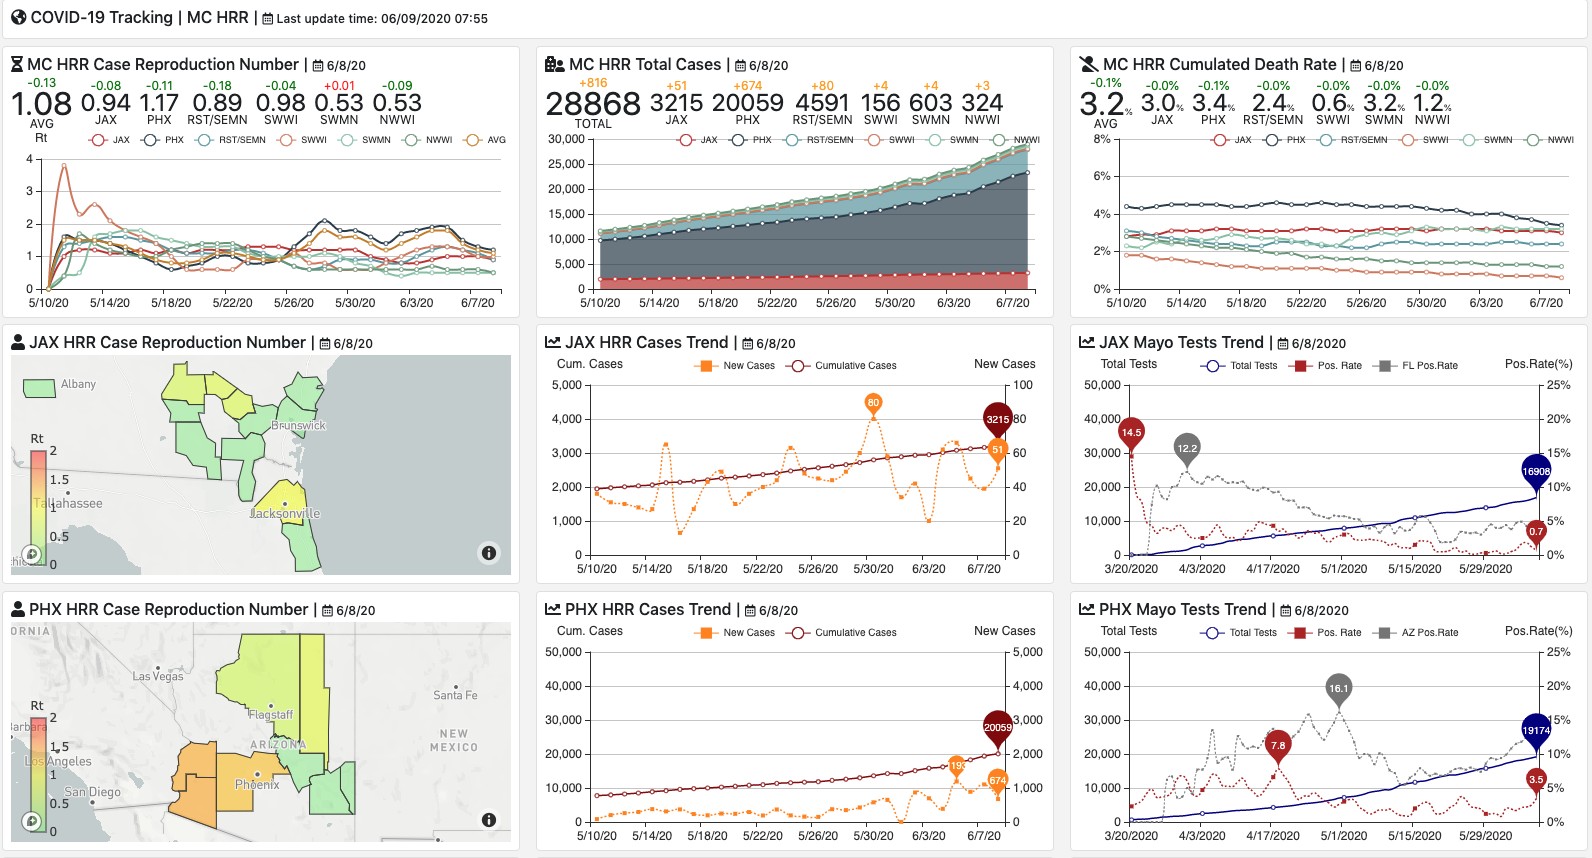 COVID-19 Tracking | MC HRR | Last update time: 06/09/2020 07:55
MC HRR Case Reproduction Number | 6/8/20
-0.13 -0.08 -0.11 -0.18 -0.04 +0.01 -0.09
1.08 0.94 1.17 0.89 0.98 0.53 0.53
AVG JAX PHX RST/SEMN SWWI SWMN NWWI
Rt JAX PHX RST/SEMN SWWI SWMN NWWI AVG
4
3
2
1
0
5/10/20 5/14/20 5/18/20 5/22/20 5/26/20 5/30/20 6/3/20 6/7/20
MC HRR Total Cases | 6/8/20
+816 +51 +674 +80 +4 +4 +3
28868 3215 20059 4591 156 603 324
TOTAL JAX PHX RST/SEMN SWWI SWMN NWWI
JAX PHX RST/SEMN SWWI SWMN NWWI
30,000
25,000
20,000
15,000
10,000
5,000
0
5/10/20 5/14/20 5/18/20 5/22/20 5/26/20 5/30/20 6/3/20 6/7/20
MC HRR Cumulated Death Rate | 6/8/20
-0.1% -0.0% -0.1% -0.0% -0.0% -0.0% -0.0%
3.2% 3.0% 3.4% 2.4% 0.6% 3.2% 1.2%
AVG JAX PHX RST/SEMN SWWI SWMN NWWI
JAX PHX RST/SEMN SWWI SWMN NWWI
8%
6%
4%
2%
0%
5/10/20 5/14/20 5/18/20 5/22/20 5/26/20 5/30/20 6/3/20 6/7/20
JAX HRR Case Reproduction Number | 6/8/20
Albany
Brunswick
Rt
2
1.5
1
0.5
0
Tallahassee
Jacksonville
JAX HRR Cases Trend | 6/8/20
Cum. Cases New Cases Cumulative Cases New Cases
5,000 100
4,000 80
3,000 60
2,000 40
1,000 20
0 0
80
3215
51
5/10/20 5/14/20 5/18/20 5/22/20 5/26/20 5/30/20 6/3/20 6/7/20
JAX Mayo Tests Trend | 6/8/2020
Total Tests Total Tests Pos. Rate FL Pos.Rate Pos.Rate(%)
50,000 25%
40,000 20%
30,000 15%
20,000 10%
10,000 5%
0 0%
14.5
12.2
16908
0.7
3/20/2020 4/3/2020 4/17/2020 5/1/2020 5/15/2020 5/29/2020
PHX HRR Case Reproduction Number | 6/8/20
ORNIA
Las Vegas
Santa Fe
Flagstaff
NEW
MEXICO
ARIZONA
Phoenix
Barbara
Los Angeles
San Diego
Rt
2
1.5
1
0.5
0
PHX HRR Cases Trend | 6/8/20
Cum. Cases New Cases Cumulative Cases New Cases
50,000 5,000
40,000 4,000
30,000 3,000
20,000 2,000
10,000 1,000
0 0
20059
193
674
5/10/20 5/14/20 5/18/20 5/22/20 5/26/20 5/30/20 6/3/20 6/7/20
PHX Mayo Tests Trend | 6/8/2020
Total Tests Total Tests Pos. Rate AZ Pos.Rate Pos.Rate(%)
50,000 25%
40,000 20%
30,000 15%
20,000 10%
10,000 5%
0 0%
16.1
7.8
19174
3.5
3/20/2020 4/3/2020 4/17/2020 5/1/2020 5/15/2020 5/29/2020